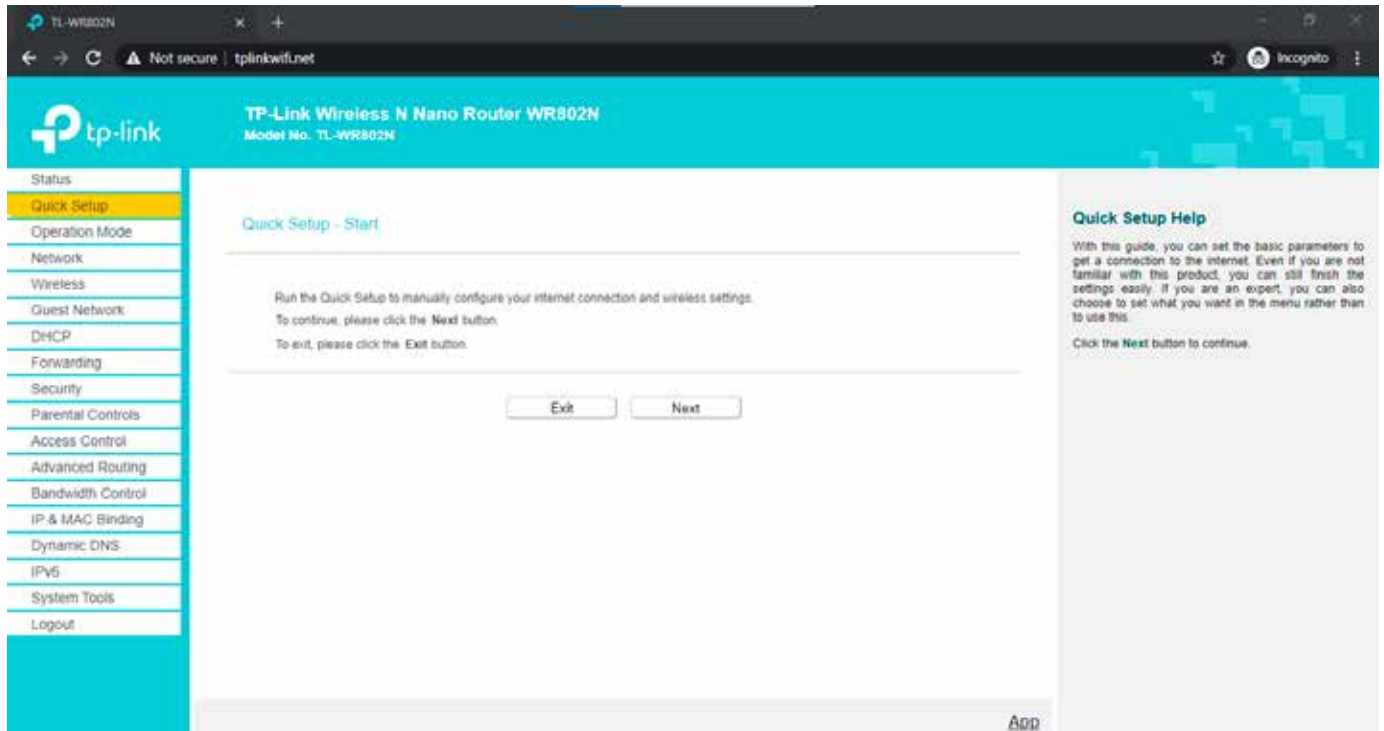 TL-WR802N
Not secure | tplinkwifi.net
Incognito
tp-link
TP-Link Wireless N Nano Router WR802N
Model No. TL-WR802N
Status
Quick Setup
Operation Mode
Network
Wireless
Guest Network
DHCP
Forwarding
Security
Parental Controls
Access Control
Advanced Routing
Bandwidth Control
IP & MAC Binding
Dynamic DNS
IPv6
System Tools
Logout
Quick Setup - Start
Run the Quick Setup to manually configure your internet connection and wireless settings.
To continue, please click the Next button.
To exit, please click the Exit button.
Exit
Next
App
Quick Setup Help
With this guide, you can set the basic parameters to
get a connection to the internet. Even if you are not
familiar with this product, you can still finish the
settings easily. If you are an expert, you can also
choose to set what you want in the menu rather than
to use this.
Click the Next button to continue.